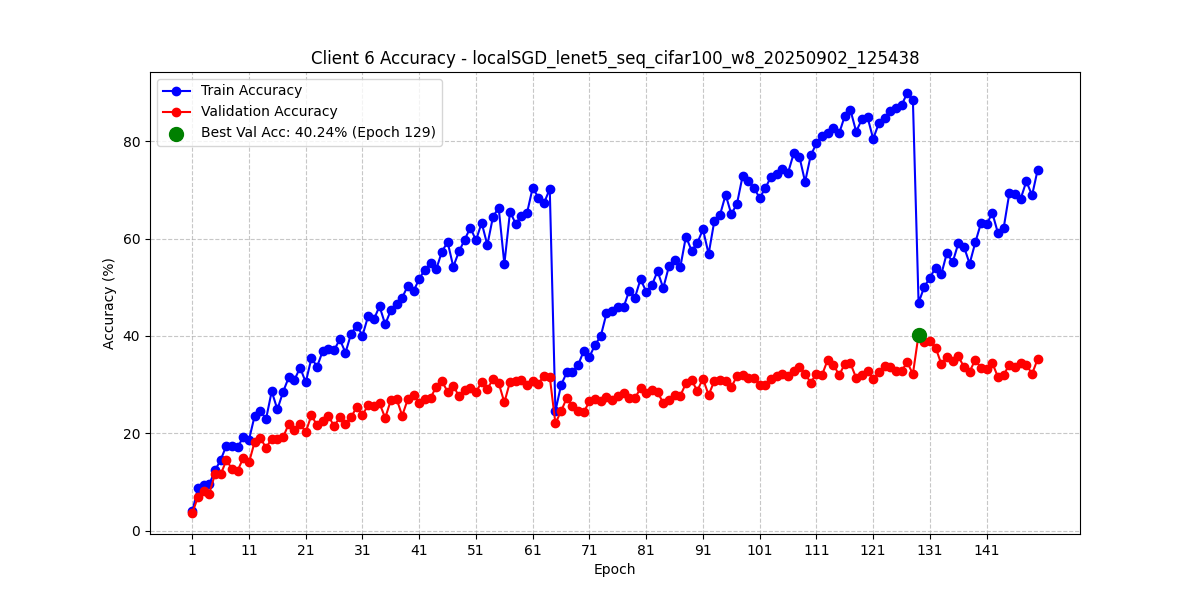 Client 6 Accuracy - localSGD_lenet5_seq_cifar100_w8_20250902_125438
Train Accuracy
Validation Accuracy
Best Val Acc: 40.24% (Epoch 129)
Accuracy (%)
80
60
40
20
0
1 11 21 31 41 51 61 71 81 91 101 111 121 131 141
Epoch